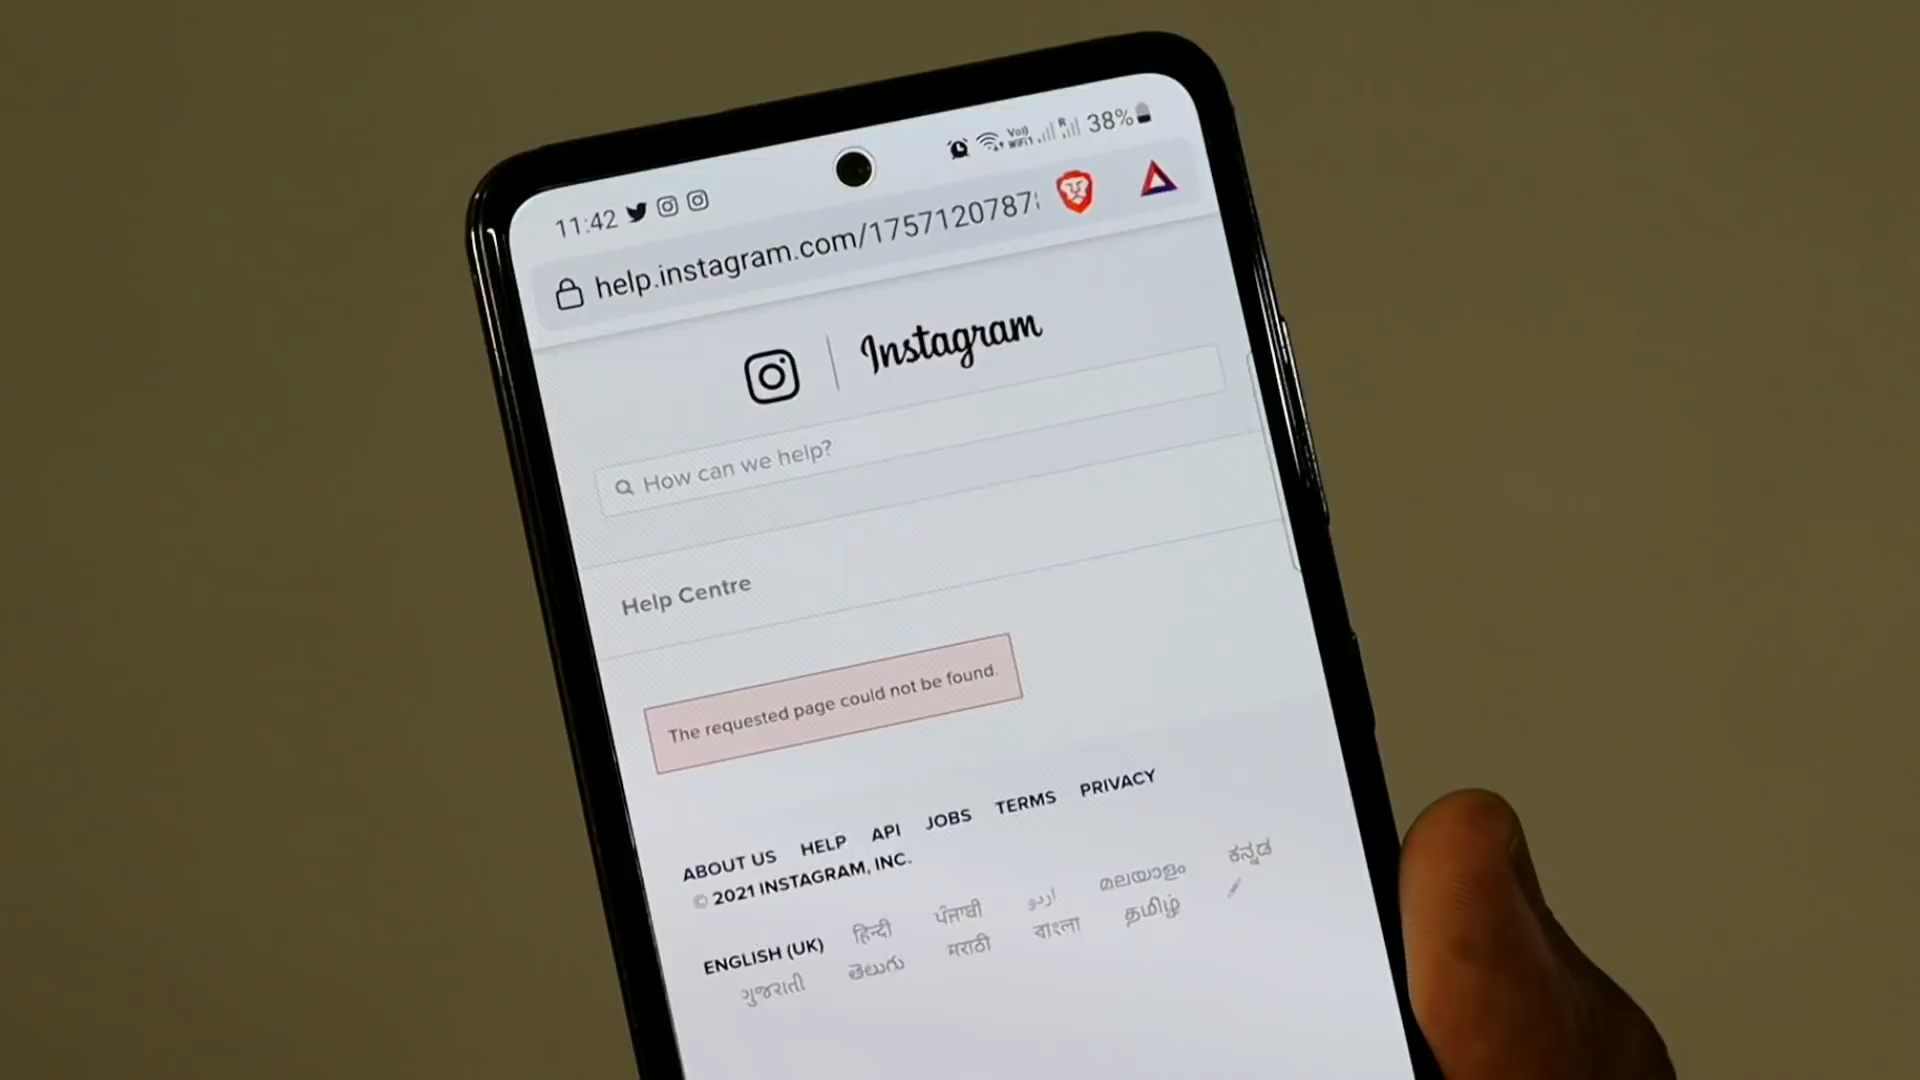 11:42
Vo)) R 38%
WiFi1
help.instagram.com/1757120787
Instagram
How can we help?
Help Centre
The requested page could not be found.
ABOUT US HELP API JOBS TERMS PRIVACY
© 2021 INSTAGRAM, INC.
ENGLISH (UK) हिन्दी ਪੰਜਾਬੀ اردو മലയാളം ಕನ್ನಡ
ગુજરાતી తెలుగు मराठी বাংলা தமிழ்